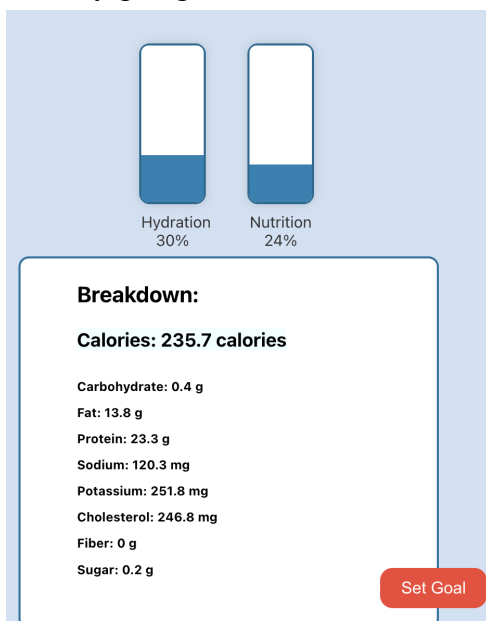 Hydration
30%
Nutrition
24%
Breakdown:
Calories: 235.7 calories
Carbohydrate: 0.4 g
Fat: 13.8 g
Protein: 23.3 g
Sodium: 120.3 mg
Potassium: 251.8 mg
Cholesterol: 246.8 mg
Fiber: 0 g
Sugar: 0.2 g
Set Goal